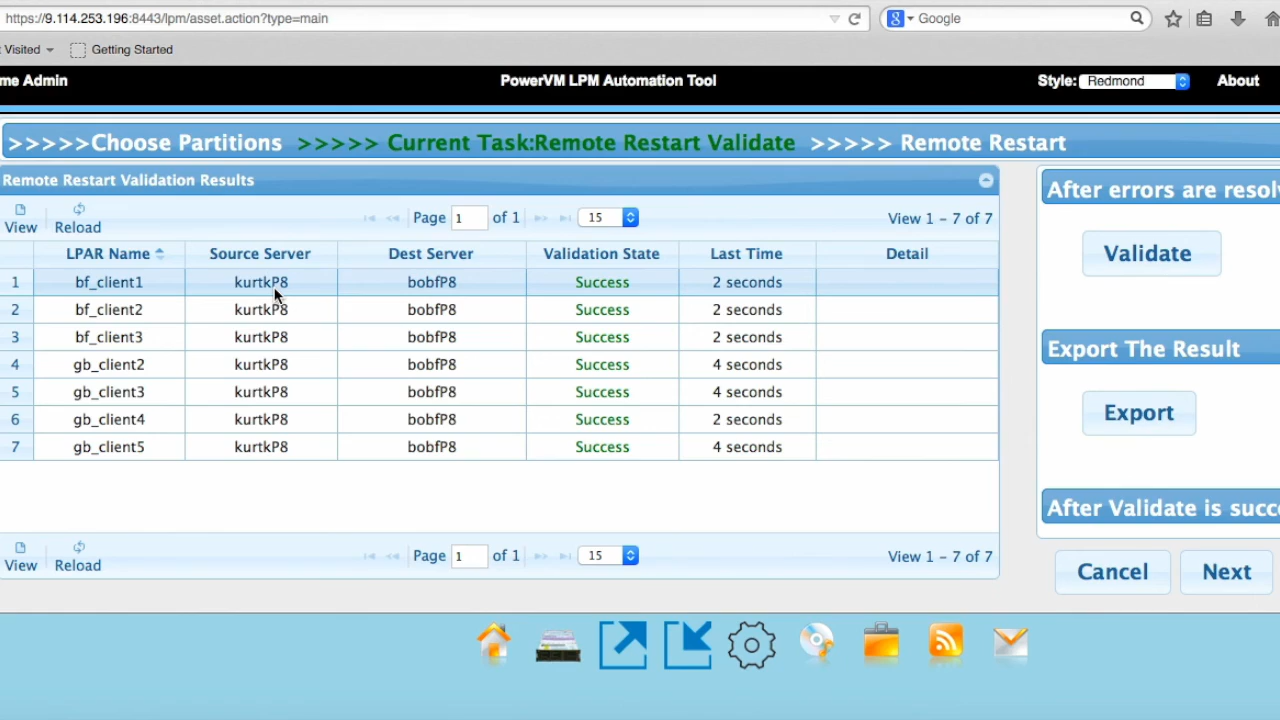 https://9.114.253.196:8443/lpm/asset.action?type=main
Google
Visited
Getting Started
me Admin
PowerVM LPM Automation Tool
Style: Redmond
About
>>>>>Choose Partitions >>>>> Current Task:Remote Restart Validate >>>>> Remote Restart
Remote Restart Validation Results
View
Reload
Page 1 of 1
15
View 1 – 7 of 7
LPAR Name Source Server Dest Server Validation State Last Time Detail
1 bf_client1 kurtkP8 bobfP8 Success 2 seconds
2 bf_client2 kurtkP8 bobfP8 Success 2 seconds
3 bf_client3 kurtkP8 bobfP8 Success 2 seconds
4 gb_client2 kurtkP8 bobfP8 Success 4 seconds
5 gb_client3 kurtkP8 bobfP8 Success 4 seconds
6 gb_client4 kurtkP8 bobfP8 Success 2 seconds
7 gb_client5 kurtkP8 bobfP8 Success 4 seconds
View
Reload
Page 1 of 1
15
View 1 – 7 of 7
After errors are resolv
Validate
Export The Result
Export
After Validate is succ
Cancel
Next